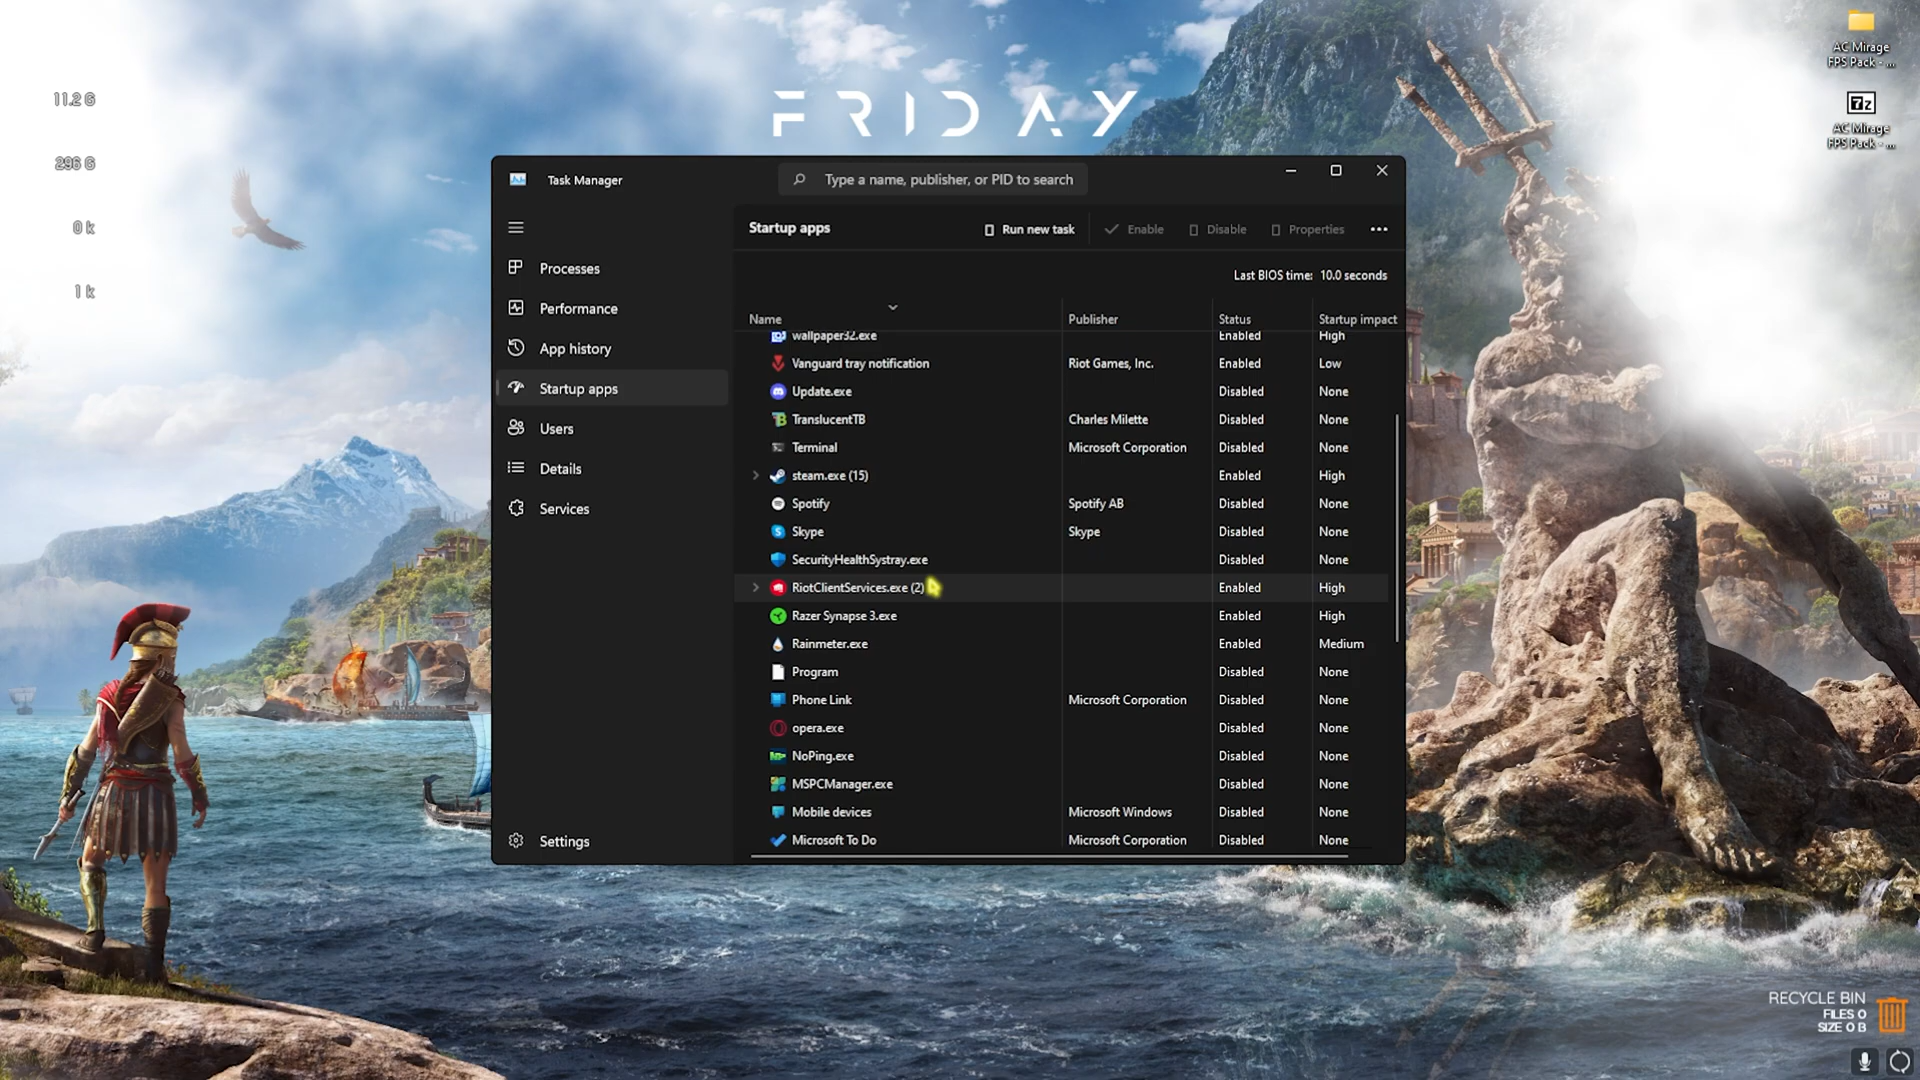 11.2 G
296 G
0 k
1 k
FRIDAY
AC Mirage
FPS Pack - ...
AC Mirage
FPS Pack - ...
Task Manager
Type a name, publisher, or PID to search
Startup apps
Run new task
Enable
Disable
Properties
Last BIOS time: 10.0 seconds
Processes
Performance
App history
Startup apps
Users
Details
Services
Settings
Name Publisher Status Startup impact
wallpaper32.exe Enabled High
Vanguard tray notification Riot Games, Inc. Enabled Low
Update.exe Disabled None
TranslucentTB Charles Milette Disabled None
Terminal Microsoft Corporation Disabled None
steam.exe (15) Enabled High
Spotify Spotify AB Disabled None
Skype Skype Disabled None
SecurityHealthSystray.exe Disabled None
RiotClientServices.exe (2) Enabled High
Razer Synapse 3.exe Enabled High
Rainmeter.exe Enabled Medium
Program Disabled None
Phone Link Microsoft Corporation Disabled None
opera.exe Disabled None
NoPing.exe Disabled None
MSPCManager.exe Disabled None
Mobile devices Microsoft Windows Disabled None
Microsoft To Do Microsoft Corporation Disabled None
RECYCLE BIN
FILES 0
SIZE 0 B